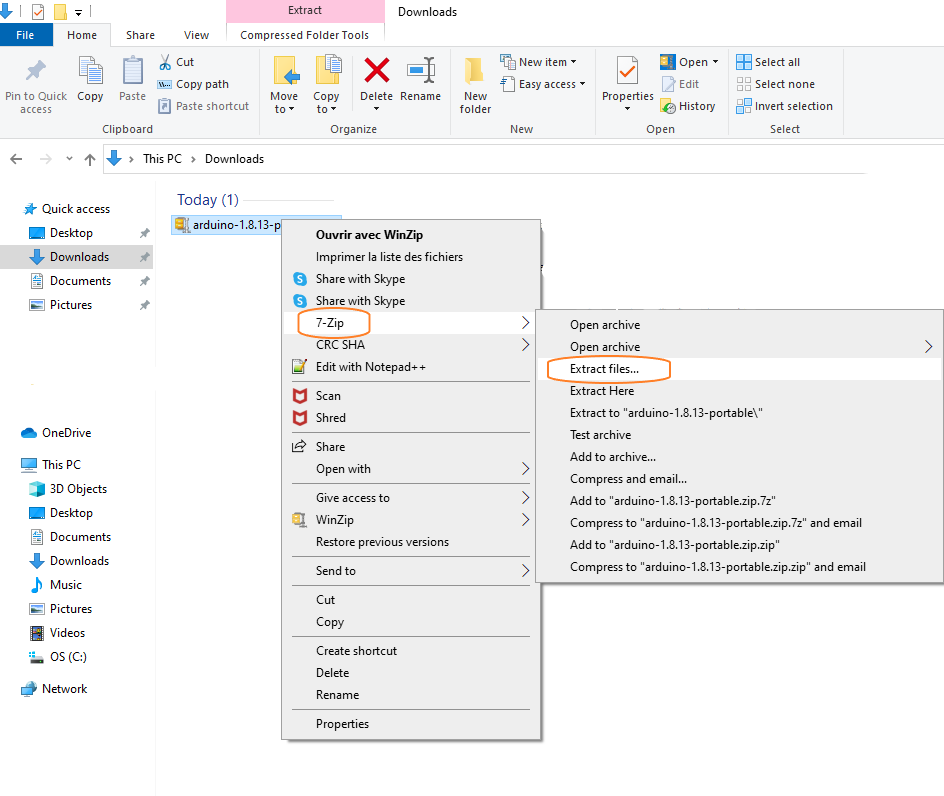 Extract
Downloads
File
Home
Share
View
Compressed Folder Tools
Pin to Quick
access
Copy
Paste
Cut
Copy path
Paste shortcut
Clipboard
Move
to
Copy
to
Delete
Rename
Organize
New
folder
New item
Easy access
New
Properties
Open
Edit
History
Open
Select all
Select none
Invert selection
Select
This PC > Downloads
Quick access
Desktop
Downloads
Documents
Pictures
OneDrive
This PC
3D Objects
Desktop
Documents
Downloads
Music
Pictures
Videos
OS (C:)
Network
Today (1)
arduino-1.8.13-p
Ouvrir avec WinZip
Imprimer la liste des fichiers
Share with Skype
Share with Skype
7-Zip
CRC SHA
Edit with Notepad++
Scan
Shred
Share
Open with
Give access to
WinZip
Restore previous versions
Send to
Cut
Copy
Create shortcut
Delete
Rename
Properties
Open archive
Open archive
Extract files...
Extract Here
Extract to "arduino-1.8.13-portable\"
Test archive
Add to archive...
Compress and email...
Add to "arduino-1.8.13-portable.zip.7z"
Compress to "arduino-1.8.13-portable.zip.7z" and email
Add to "arduino-1.8.13-portable.zip.zip"
Compress to "arduino-1.8.13-portable.zip.zip" and email